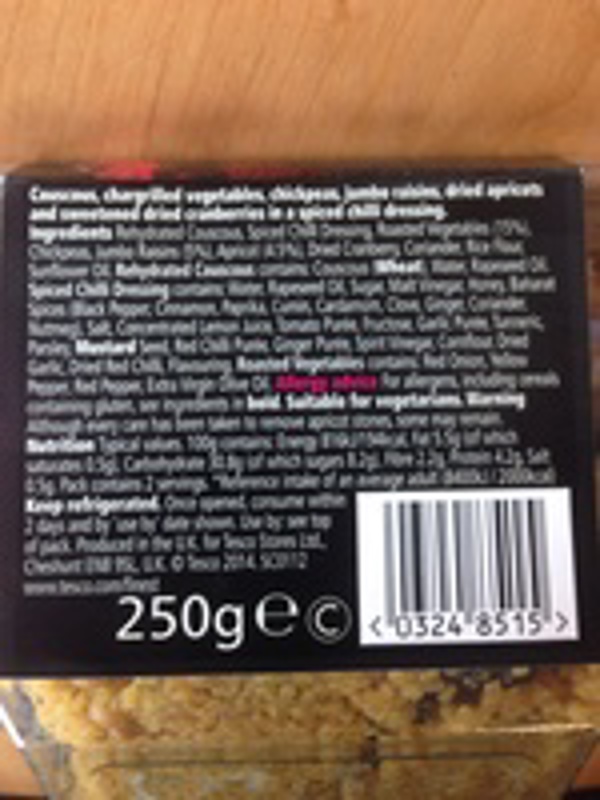 Couscous, chargrilled vegetables, chickpeas, jumbo raisins, dried apricots
and sweetened dried cranberries in a spiced chilli dressing.
Ingredients Rehydrated Couscous, Spiced Chilli Dressing, Roasted Vegetables (15%),
Chickpeas, Jumbo Raisins (5%), Apricot (4.5%), Dried Cranberry, Coriander, Rice Flour,
Sunflower Oil. Rehydrated Couscous contains: Couscous (Wheat), Water, Rapeseed Oil.
Spiced Chilli Dressing contains: Water, Rapeseed Oil, Sugar, Malt Vinegar, Honey, Baharat
Spices (Black Pepper, Cinnamon, Paprika, Cumin, Cardamom, Clove, Ginger, Coriander,
Nutmeg), Salt, Concentrated Lemon Juice, Tomato Purée, Fructose, Garlic Purée, Turmeric,
Parsley, Mustard Seed, Red Chilli Purée, Ginger Purée, Spirit Vinegar, Cornflour, Dried
Garlic, Dried Red Chilli, Flavouring. Roasted Vegetables contains: Red Onion, Yellow
Pepper, Red Pepper, Extra Virgin Olive Oil. Allergy advice For allergens, including cereals
containing gluten, see ingredients in bold. Suitable for vegetarians. Warning
Although every care has been taken to remove apricot stones, some may remain.
Nutrition Typical values, 100g contains: Energy 816kJ/194kcal, Fat 5.5g (of which
saturates 0.5g), Carbohydrate 30.8g (of which sugars 8.2g), Fibre 2.2g, Protein 4.2g, Salt
0.5g. Pack contains 2 servings. *Reference intake of an average adult (8400kJ / 2000kcal)
Keep refrigerated. Once opened, consume within
2 days and by 'use by' date shown. Use by: see top
of pack. Produced in the U.K. for Tesco Stores Ltd.,
Cheshunt EN8 9SL, U.K. © Tesco 2014. SC0112
www.tesco.com/finest
250g e ©
< 0324 8515 >